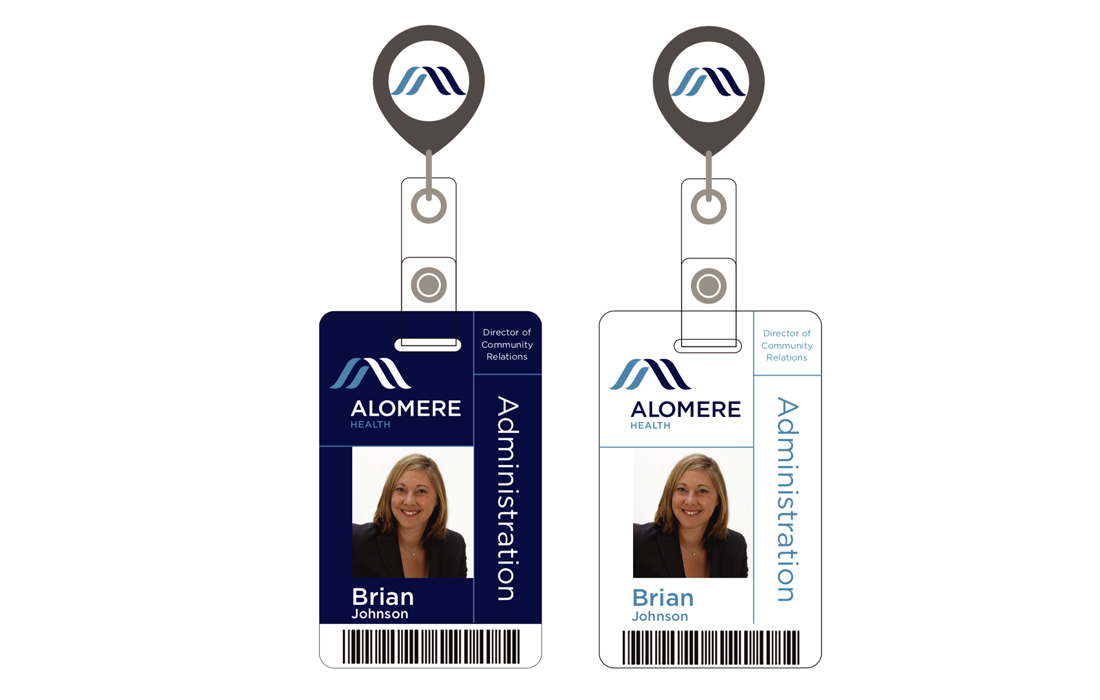 Director of
Community
Relations
ALOMERE
HEALTH
Administration
Brian
Johnson
Director of
Community
Relations
ALOMERE
HEALTH
Administration
Brian
Johnson